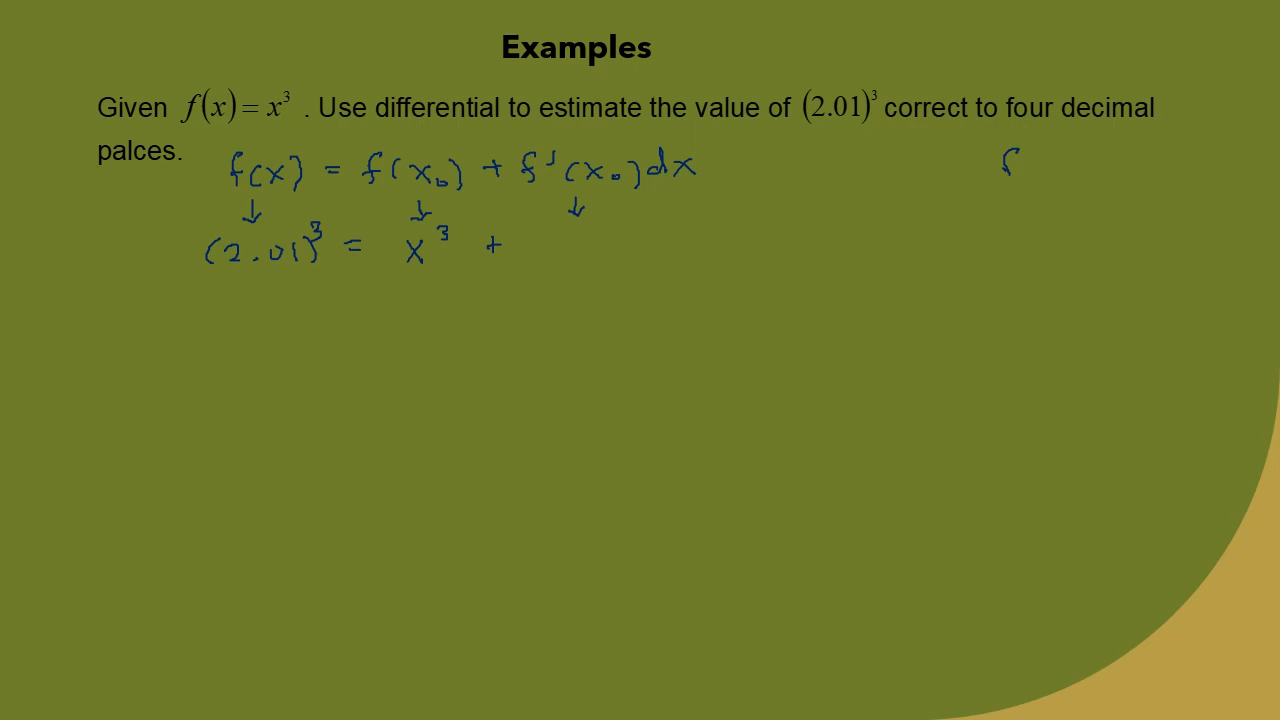 Examples
Given f(x) = x³ . Use differential to estimate the value of (2.01)³ correct to four decimal
palces.
f(x) = f(x₀) + f'(x₀)dx
↓ ↓ ↓
(2.01)³ = x³ +